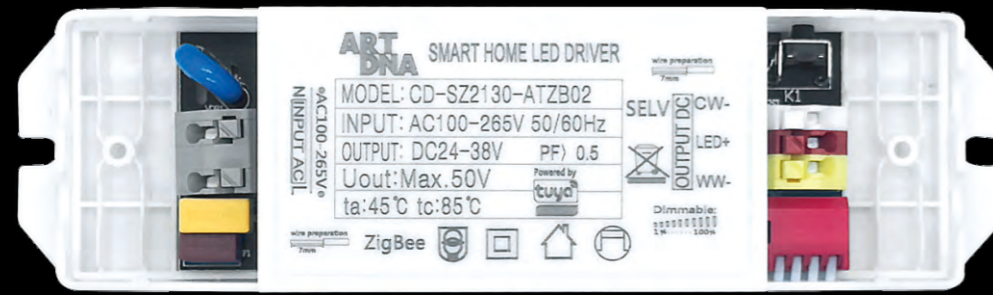 ART DNA
SMART HOME LED DRIVER
wire preparation
7mm
MODEL: CD-SZ2130-ATZB02
INPUT: AC100-265V 50/60Hz
OUTPUT: DC24-38V PF〉 0.5
Uout:Max.50V
Powered by
tuya
ta:45℃ tc:85℃
AC100-265V
N INPUT AC L
SELV
OUTPUT DC
CW-
LED+
WW-
K1
Dimmable:
1% 100%
wire preparation
7mm
ZigBee